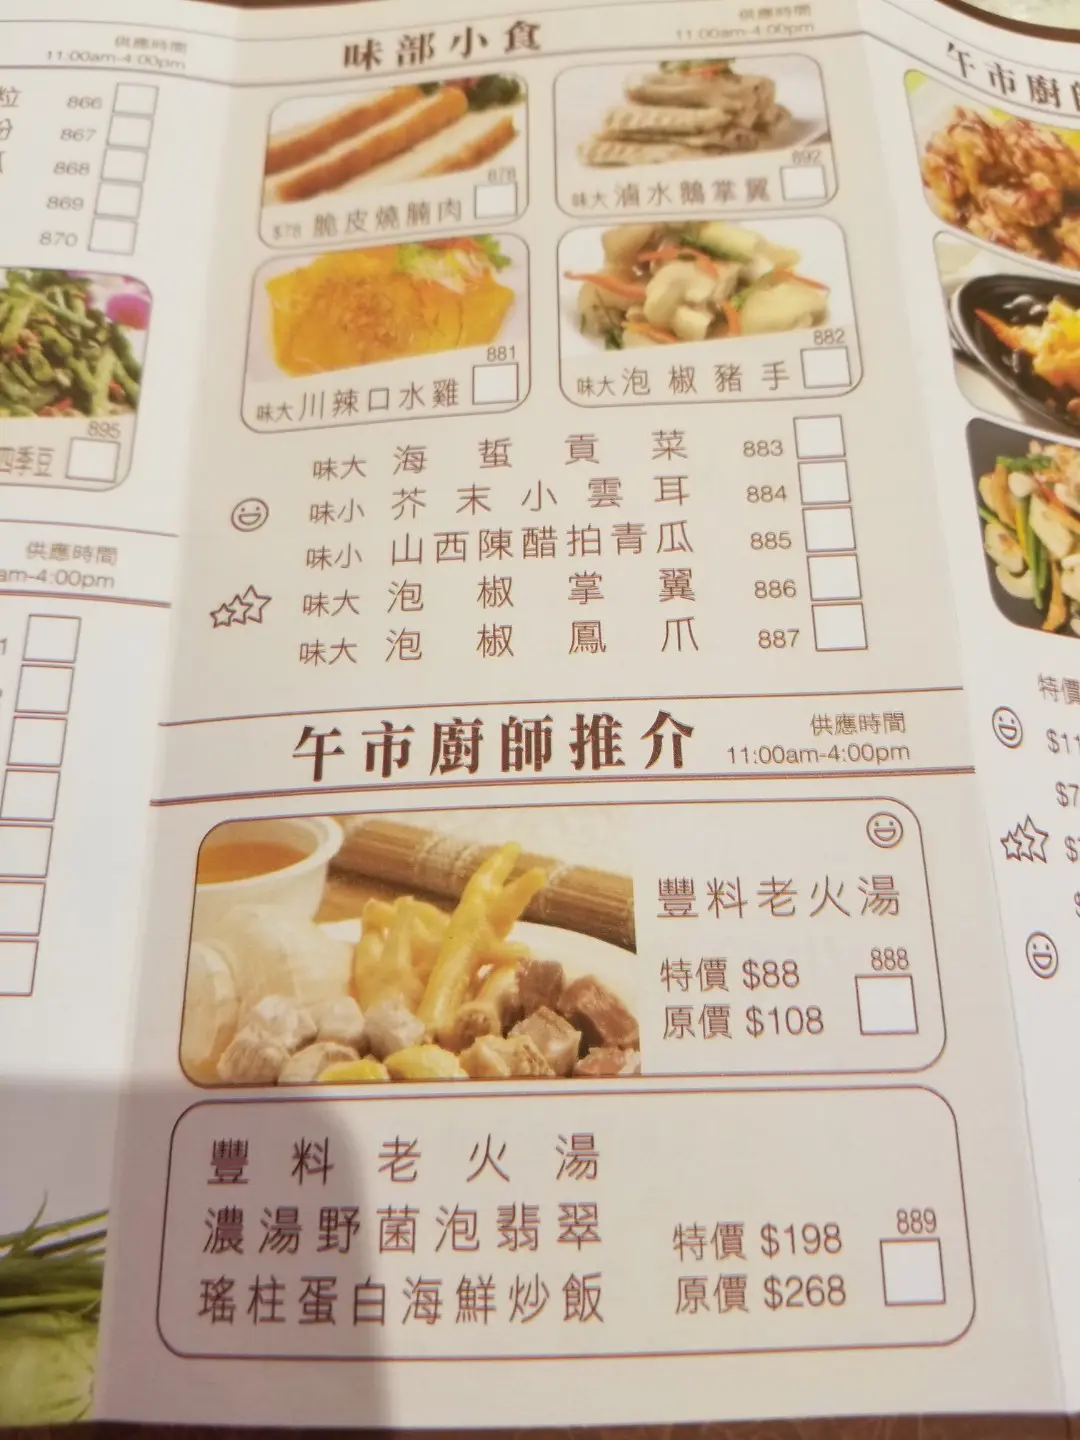 供應時間
11:00am-4:00pm
粒 866
份 867
868
869
870
895
四季豆
供應時間
am-4:00pm
味部小食
供應時間
11:00am-4:00pm
878
$78 脆皮燒腩肉
892
味大 滷水鵝掌翼
881
味大 川辣口水雞
882
味大 泡椒豬手
味大 海蜇貢菜 883
味小 芥末小雲耳 884
味小 山西陳醋拍青瓜 885
味大 泡椒掌翼 886
味大 泡椒鳳爪 887
午市廚師推介
供應時間
11:00am-4:00pm
豐料老火湯
特價 $88
888
原價 $108
豐料老火湯
濃湯野菌泡翡翠
瑤柱蛋白海鮮炒飯
特價 $198
889
原價 $268
午市廚師
特價
$11
$7